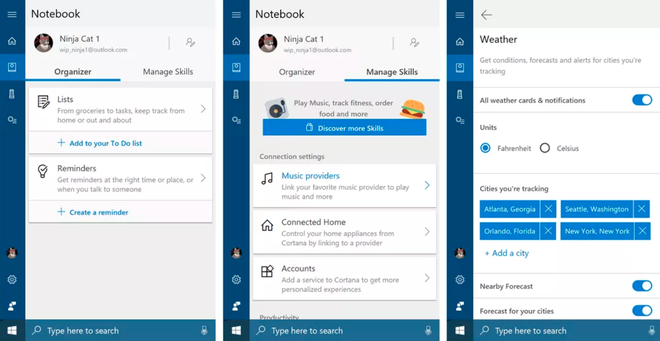 Notebook
Ninja Cat 1
wip_ninja1@outlook.com
Organizer
Manage Skills
Lists
From groceries to tasks, keep track from
home or out and about
+ Add to your To Do list
Reminders
Get reminders at the right time or place, or
when you talk to someone
+ Create a reminder
Type here to search
Notebook
Ninja Cat 1
wip_ninja1@outlook.com
Organizer
Manage Skills
Play Music, track fitness, order
food and more
Discover more Skills
Connection settings
Music providers
Link your favorite music provider to play
music and more
Connected Home
Control your home appliances from
Cortana by linking to a provider
Accounts
Add a service to Cortana to get more
personalized experiences
Productivity
Type here to search
Weather
Get conditions, forecasts and alerts for cities you're
tracking
All weather cards & notifications
Units
Fahrenheit
Celsius
Cities you're tracking
Atlanta, Georgia
Seattle, Washington
Orlando, Florida
New York, New York
+ Add a city
Nearby Forecast
Forecast for your cities
Type here to search